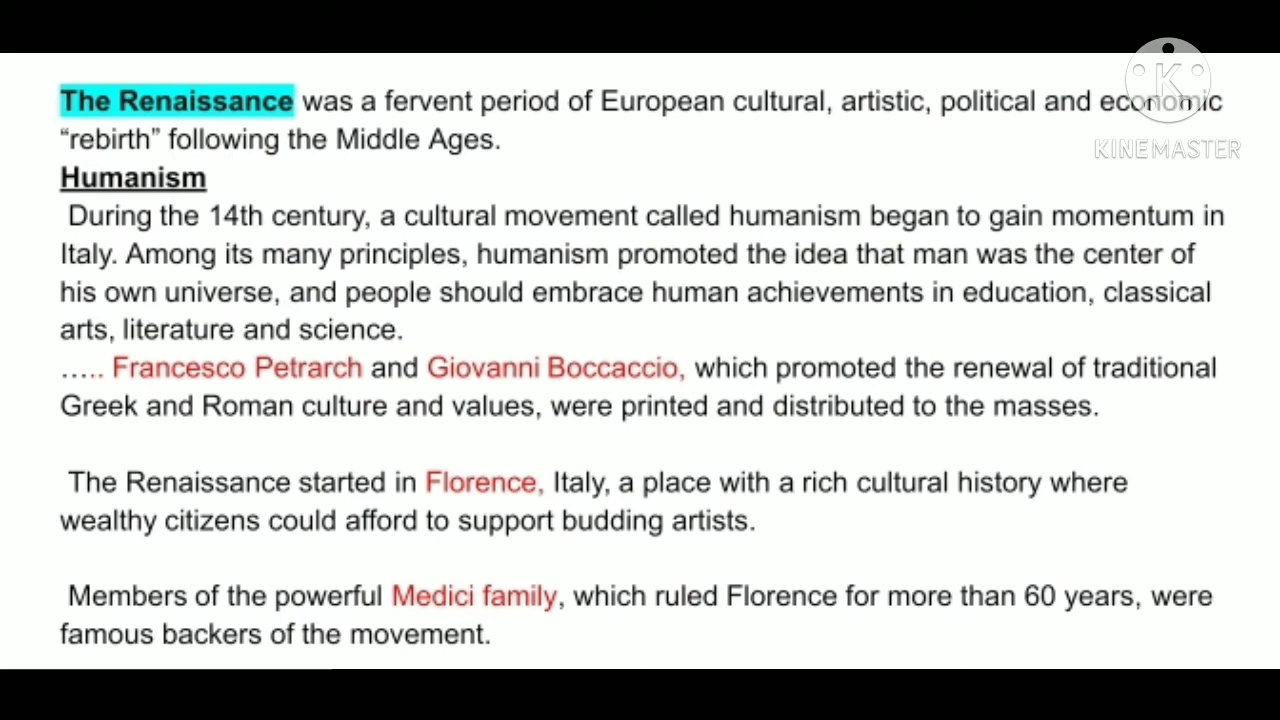 The Renaissance was a fervent period of European cultural, artistic, political and economic
“rebirth” following the Middle Ages.
KINEMASTER
Humanism
During the 14th century, a cultural movement called humanism began to gain momentum in
Italy. Among its many principles, humanism promoted the idea that man was the center of
his own universe, and people should embrace human achievements in education, classical
arts, literature and science.
..... Francesco Petrarch and Giovanni Boccaccio, which promoted the renewal of traditional
Greek and Roman culture and values, were printed and distributed to the masses.
The Renaissance started in Florence, Italy, a place with a rich cultural history where
wealthy citizens could afford to support budding artists.
Members of the powerful Medici family, which ruled Florence for more than 60 years, were
famous backers of the movement.